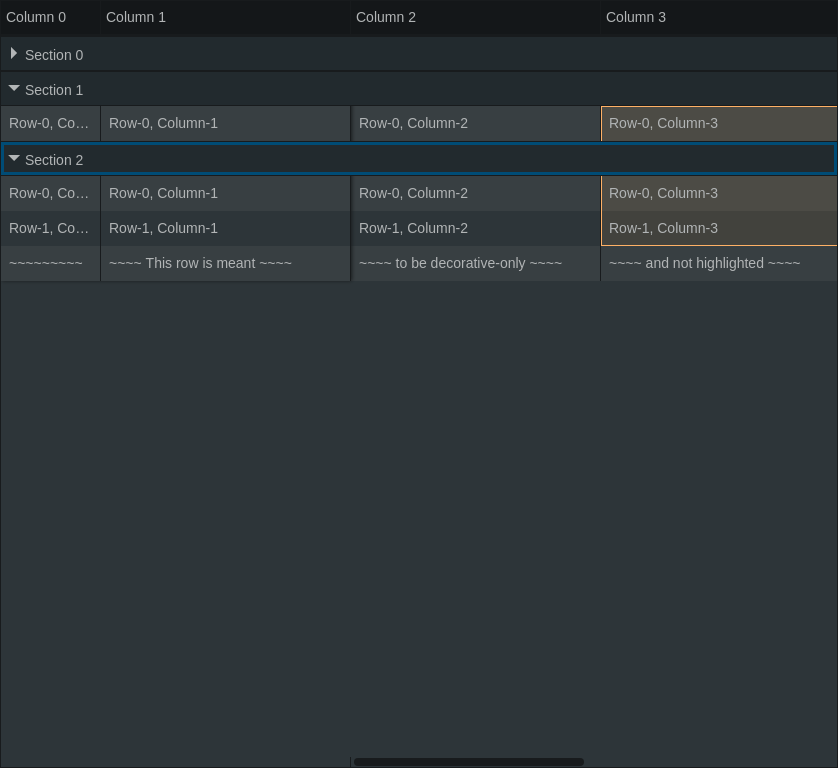 Column 0 Column 1 Column 2 Column 3
Section 0
Section 1
Row-0, Co… Row-0, Column-1 Row-0, Column-2 Row-0, Column-3
Section 2
Row-0, Co… Row-0, Column-1 Row-0, Column-2 Row-0, Column-3
Row-1, Co… Row-1, Column-1 Row-1, Column-2 Row-1, Column-3
~~~~~~~~~ ~~~~ This row is meant ~~~~ ~~~~ to be decorative-only ~~~~ ~~~~ and not highlighted ~~~~